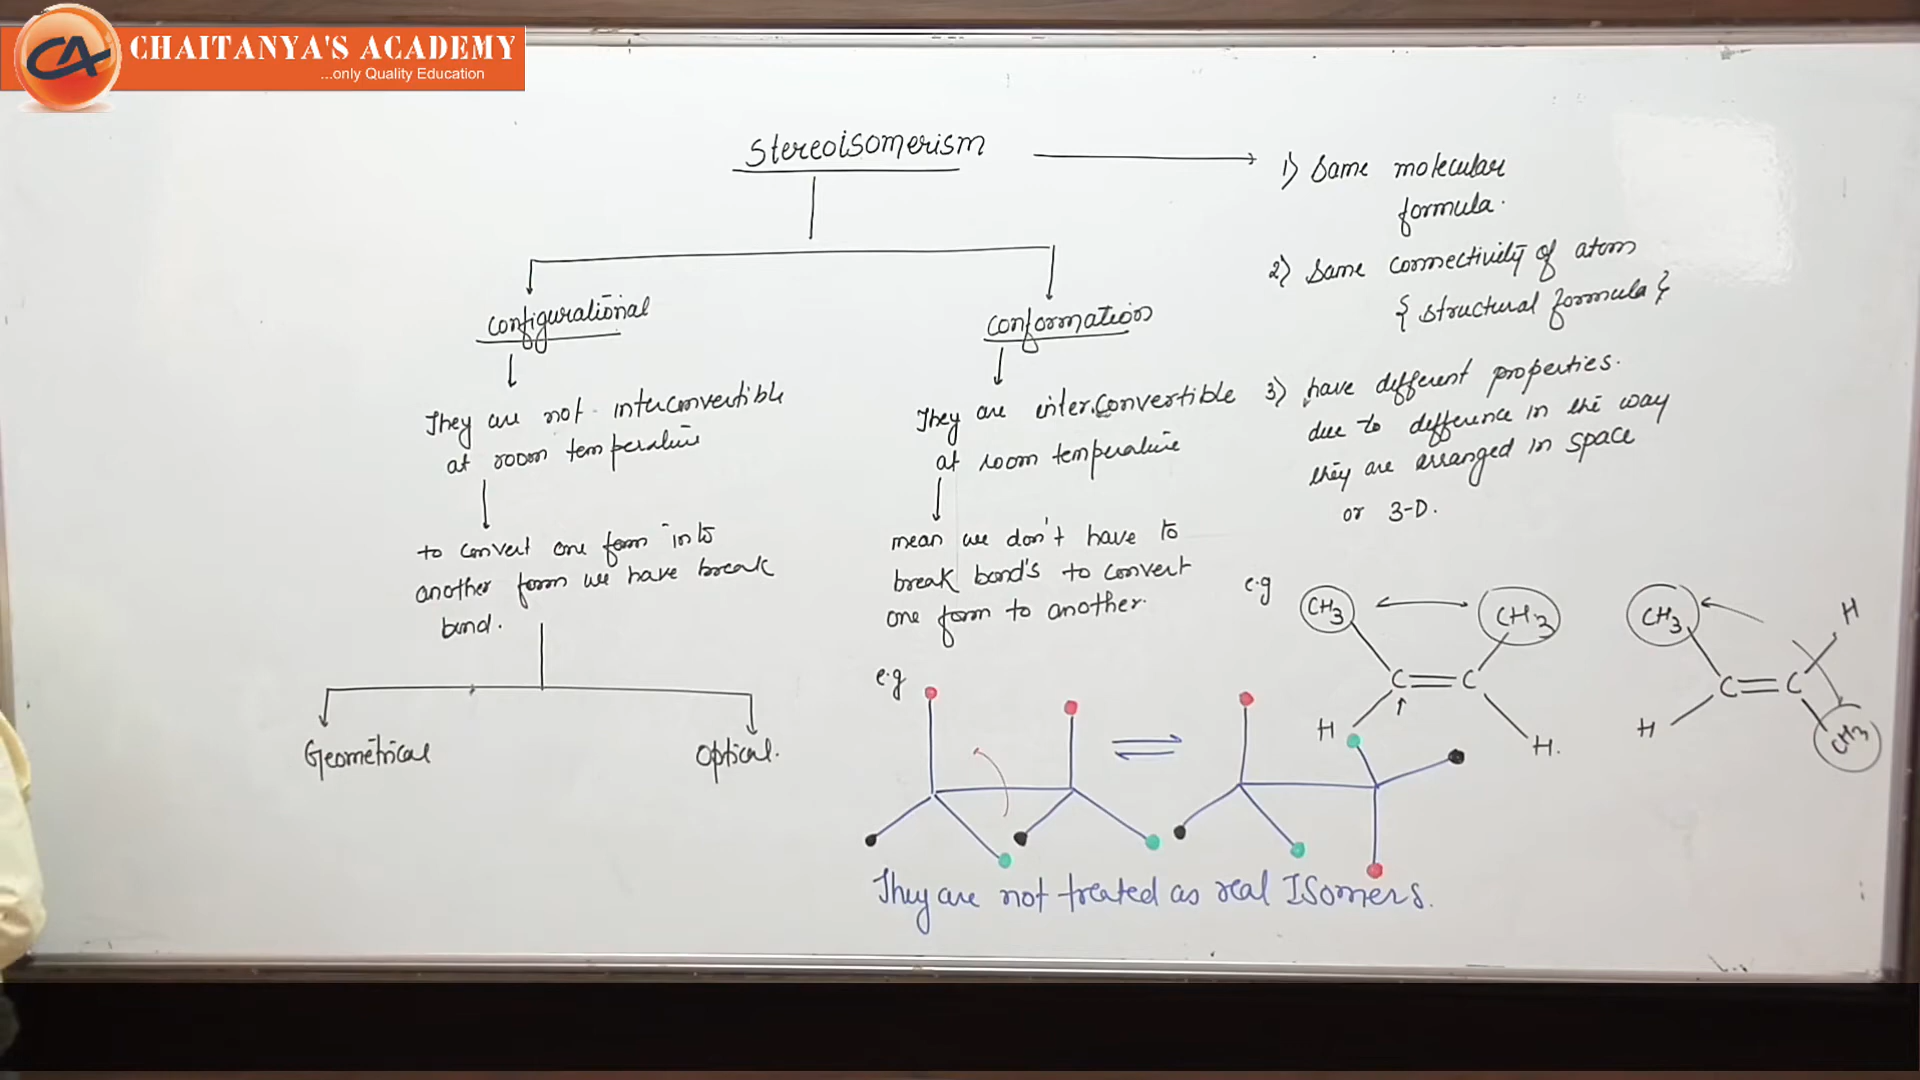 CHAITANYA'S ACADEMY
...only Quality Education
Stereoisomerism
1) Same molecular
formula.
2) Same connectivity of atom
{ structural formula }
3) have different properties.
due to difference in the way
they are arranged in space
or 3-D.
configurational
They are not interconvertible
at room temperature
to convert one form into
another form we have break
bond.
Geometrical
Optical.
conformation
They are inter.convertible
at room temperature
mean we don't have to
break bond's to convert
one form to another.
e.g
e.g
CH3
CH3
C=C
H
H.
CH3
H
C=C
H
CH3
They are not treated as real Isomers.